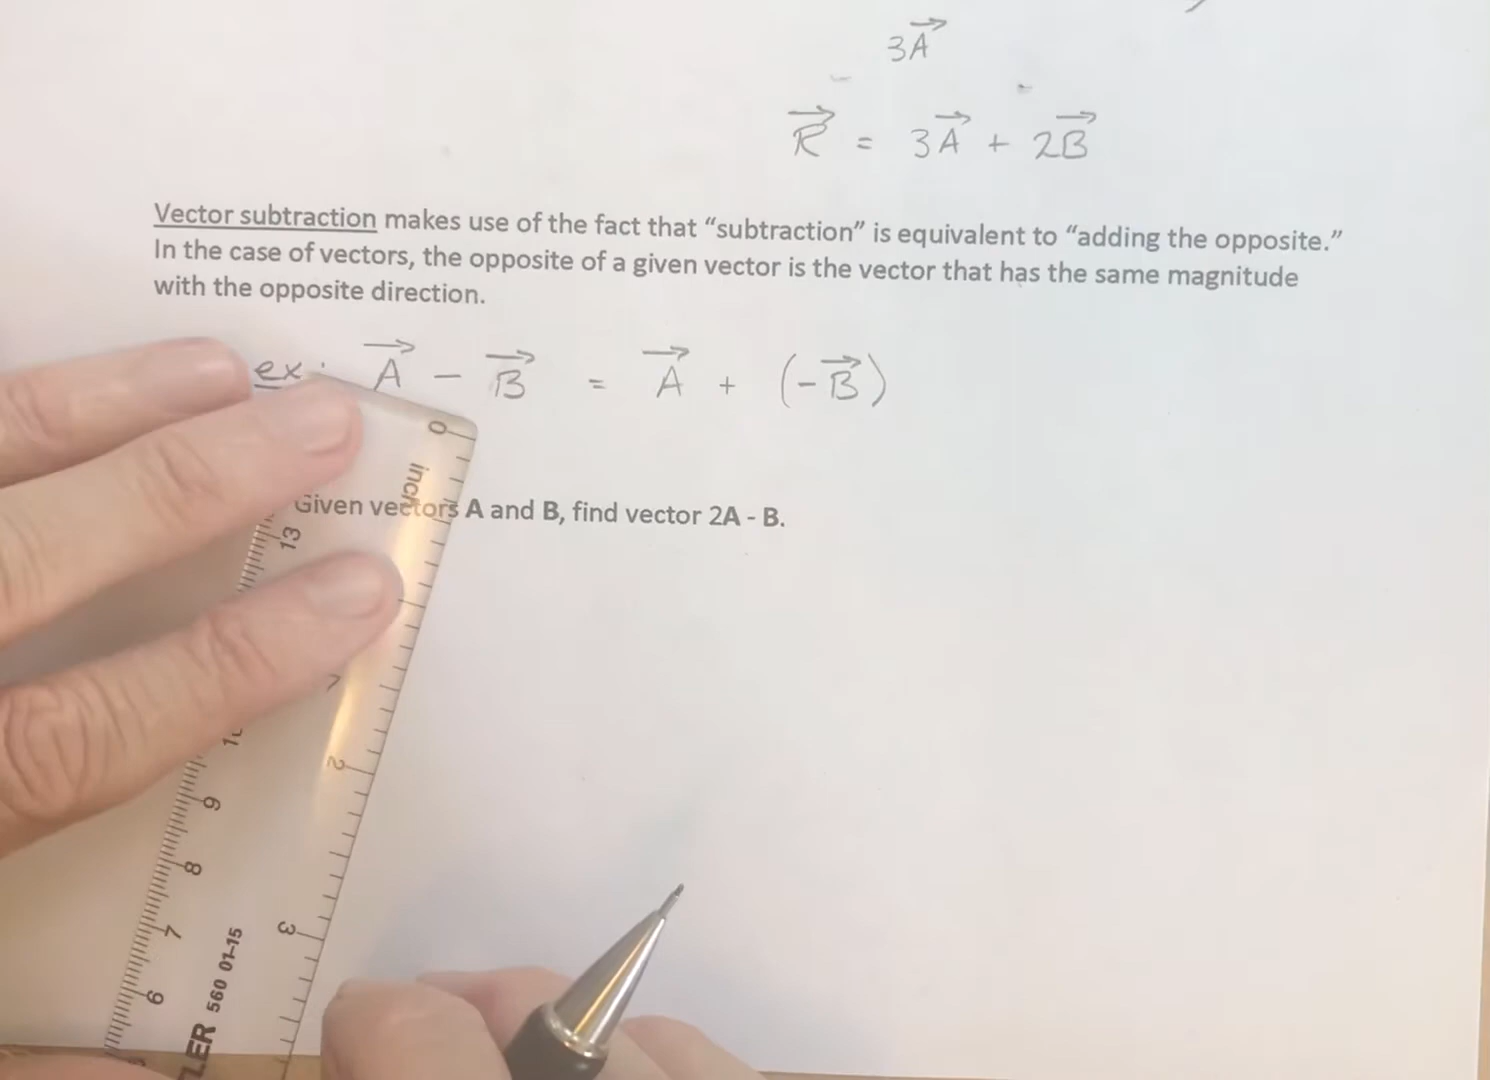 3A
R = 3A + 2B
Vector subtraction makes use of the fact that “subtraction” is equivalent to “adding the opposite.”
In the case of vectors, the opposite of a given vector is the vector that has the same magnitude
with the opposite direction.
ex: A - B = A + (-B)
Given vectors A and B, find vector 2A - B.
0
inch
13
2
9
8
3
7
6
560 01-15